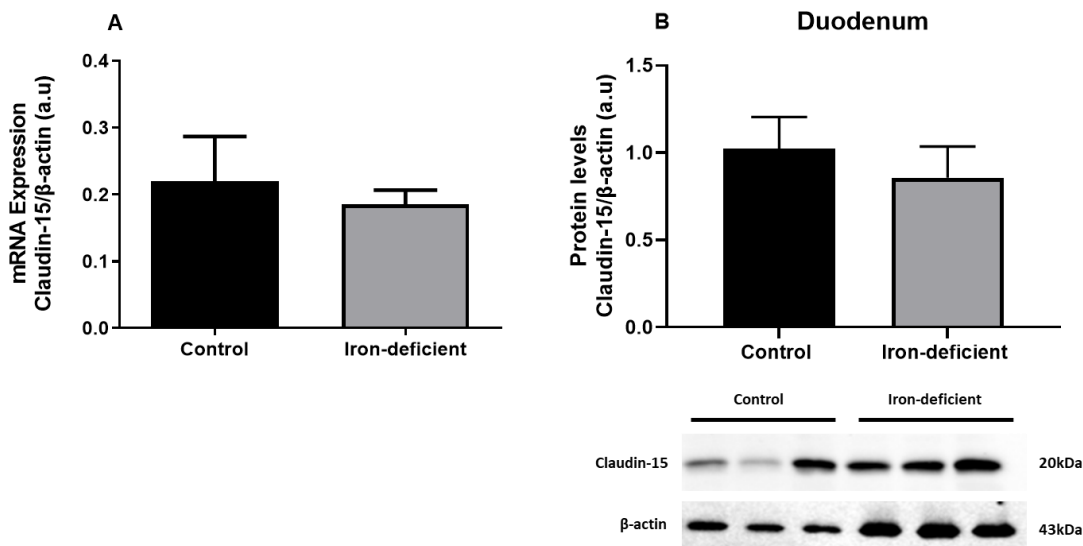 A
mRNA Expression
Claudin-15/β-actin (a.u)
0.4
0.3
0.2
0.1
0.0
Control
Iron-deficient
B
Duodenum
Protein levels
Claudin-15/β-actin (a.u)
1.5
1.0
0.5
0.0
Control
Iron-deficient
Control
Iron-deficient
Claudin-15
20kDa
β-actin
43kDa